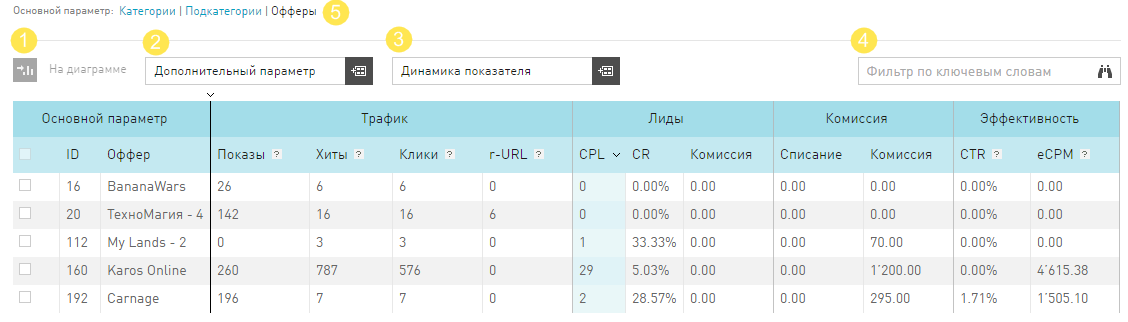 Основной параметр: Категории | Подкатегории | Офферы 5
1 2 3 4
На диаграмме Дополнительный параметр Динамика показателя Фильтр по ключевым словам
Основной параметр Трафик Лиды Комиссия Эффективность
ID Оффер Показы ? Хиты ? Клики ? r-URL ? CPL CR Комиссия Списание Комиссия CTR ? eCPM ?
16 BananaWars 26 6 6 0 0 0.00% 0.00 0.00 0.00 0.00% 0.00
20 ТехноМагия - 4 142 16 16 6 0 0.00% 0.00 0.00 0.00 0.00% 0.00
112 My Lands - 2 0 3 3 0 1 33.33% 0.00 0.00 70.00 0.00% 0.00
160 Karos Online 260 787 576 0 29 5.03% 0.00 0.00 1'200.00 0.00% 4'615.38
192 Carnage 196 7 7 0 2 28.57% 0.00 0.00 295.00 1.71% 1'505.10